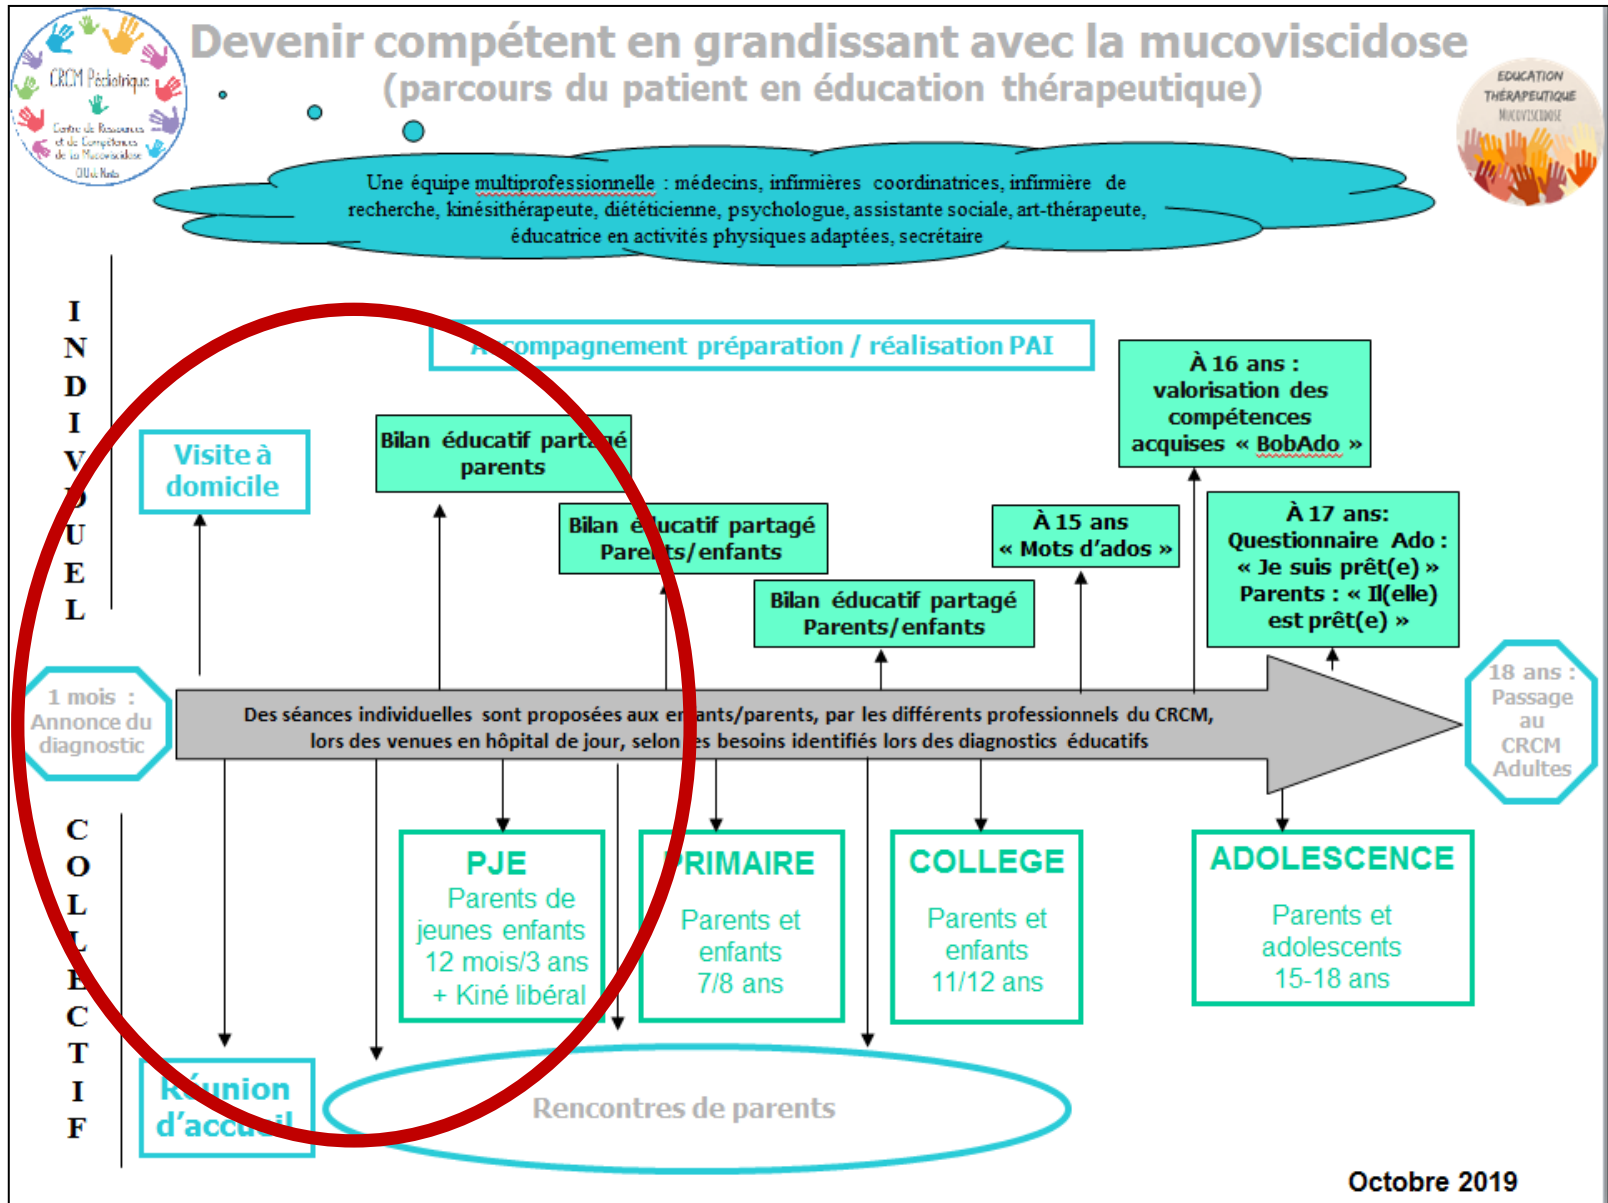 Devenir compétent en grandissant avec la mucoviscidose
(parcours du patient en éducation thérapeutique)
CRCM Pédiatrique
Centre de Ressources
et de Compétences
de la Mucoviscidose
CHU de Nantes
EDUCATION
THÉRAPEUTIQUE
MUCOVISCIDOSE
Une équipe multiprofessionnelle : médecins, infirmières coordinatrices, infirmière de
recherche, kinésithérapeute, diététicienne, psychologue, assistante sociale, art-thérapeute,
éducatrice en activités physiques adaptées, secrétaire
I
N
D
I
V
D
U
E
L
Accompagnement préparation / réalisation PAI
À 16 ans :
valorisation des
compétences
acquises « BobAdo »
Visite à
domicile
Bilan éducatif partagé
parents
Bilan éducatif partagé
Parents/enfants
Bilan éducatif partagé
Parents/enfants
À 15 ans
« Mots d’ados »
À 17 ans:
Questionnaire Ado :
« Je suis prêt(e) »
Parents : « Il(elle)
est prêt(e) »
1 mois :
Annonce du
diagnostic
Des séances individuelles sont proposées aux enfants/parents, par les différents professionnels du CRCM,
lors des venues en hôpital de jour, selon les besoins identifiés lors des diagnostics éducatifs
18 ans :
Passage
au
CRCM
Adultes
C
O
L
L
E
C
T
I
F
PJE
Parents de
jeunes enfants
12 mois/3 ans
+ Kiné libéral
PRIMAIRE
Parents et
enfants
7/8 ans
COLLEGE
Parents et
enfants
11/12 ans
ADOLESCENCE
Parents et
adolescents
15-18 ans
Réunion
d’accueil
Rencontres de parents
Octobre 2019